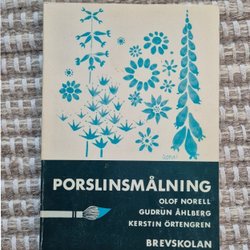 PORSLINSMÅLNING
OLOF NORELL
GUDRUN ÅHLBERG
KERSTIN ÖRTENGREN
BREVSKOLAN